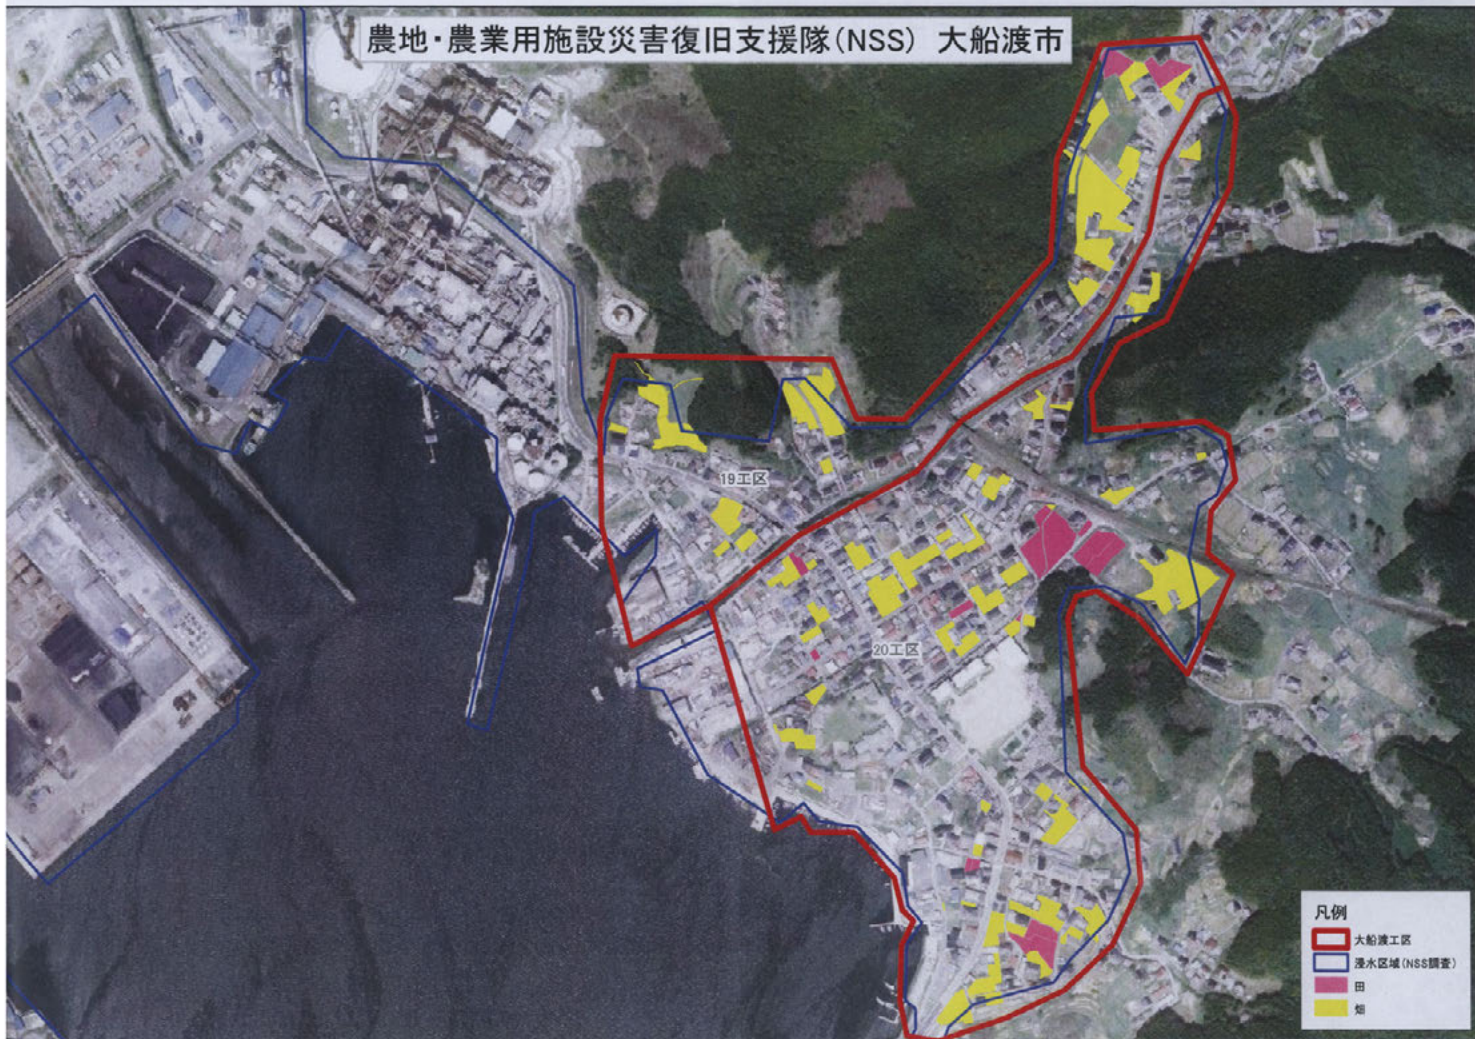 農地・農業用施設災害復旧支援隊(NSS) 大船渡市
19工区
20工区
凡例
大船渡工区
浸水区域(NSS調査)
田
畑